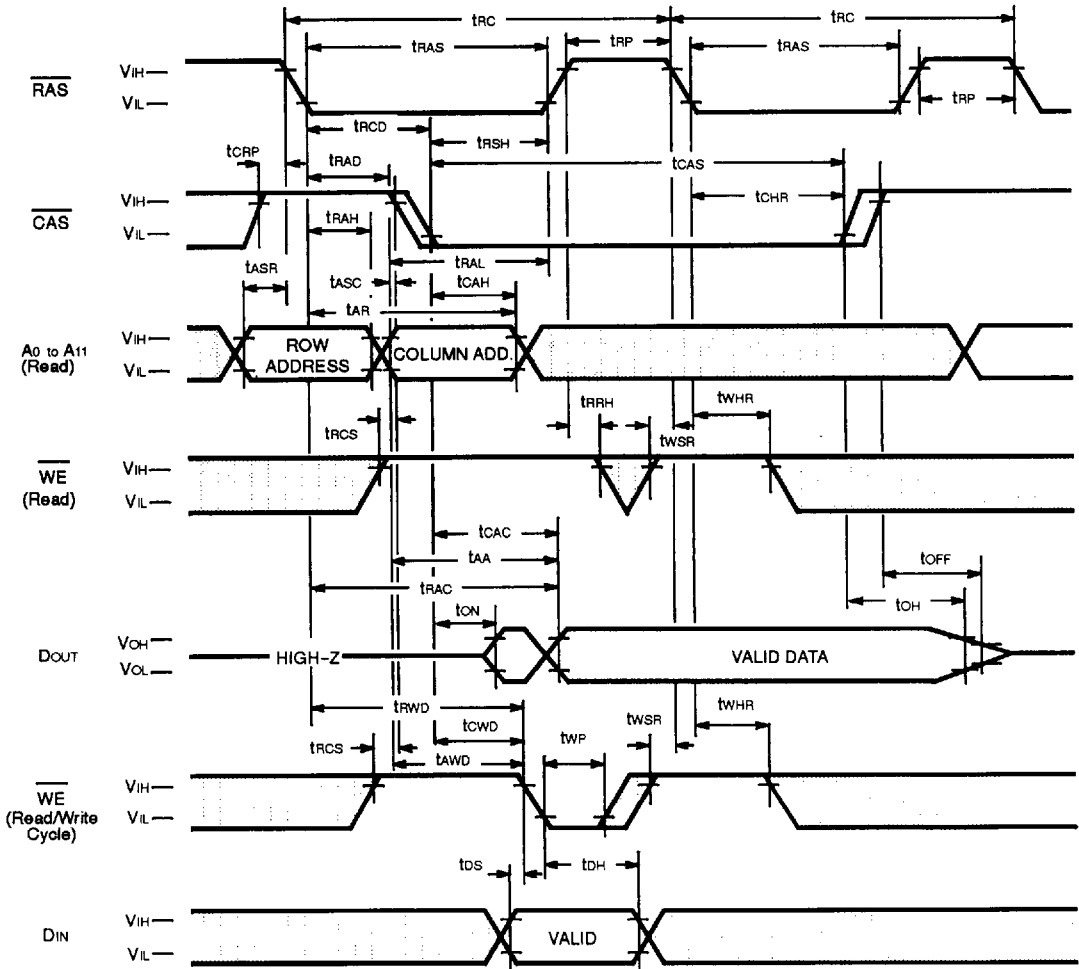 tRC tRC
tRAS tRP tRAS
RAS VIH
VIL
tRP
tRCD
tRSH
tCRP tRAD tCAS
CAS VIH
VIL
tCHR
tRAH
tASR tASC tRAL
tCAH
tAR
A0 to A11
(Read)
VIH
VIL
ROW
ADDRESS
COLUMN ADD.
tRRH tWHR
tRCS tWSR
WE
(Read)
VIH
VIL
tCAC
tAA
tRAC
tOFF
tON tOH
DOUT VOH
VOL
HIGH-Z VALID DATA
tRWD tWHR
tCWD tWP tWSR
tRCS tAWD
WE
(Read/Write
Cycle)
VIH
VIL
tDS tDH
DIN VIH
VIL
VALID